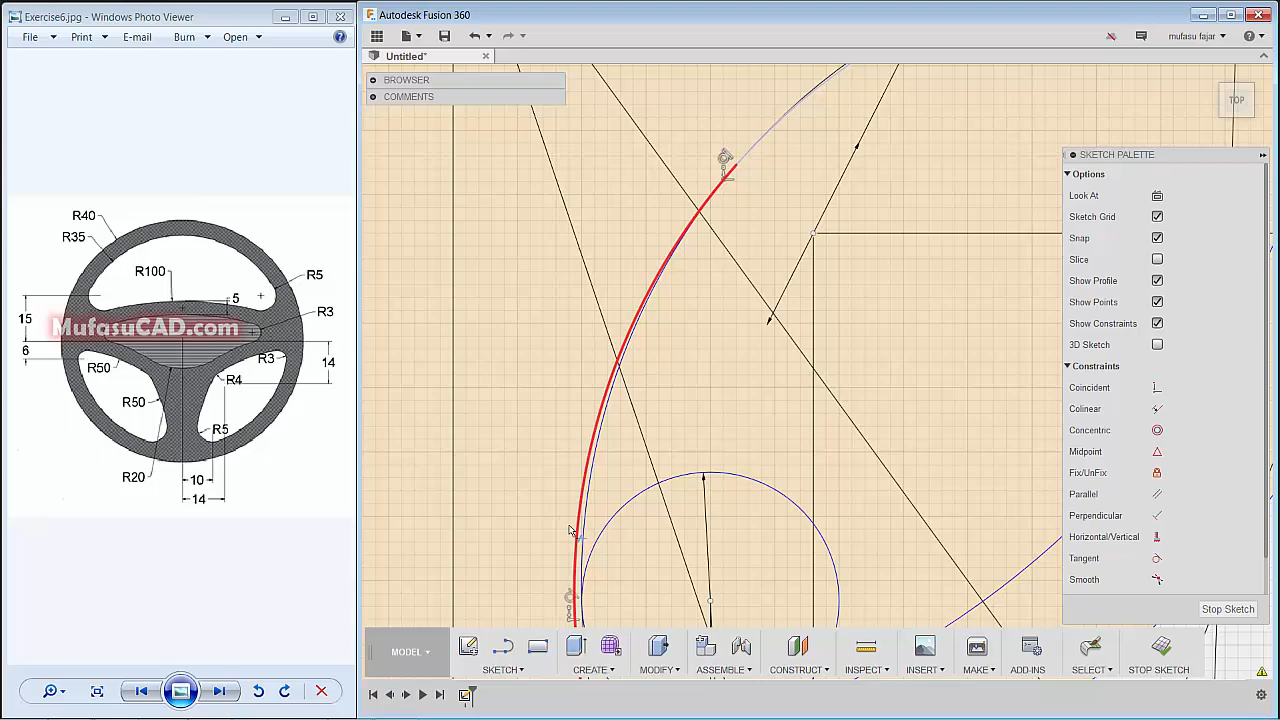 Exercise6.jpg - Windows Photo Viewer
File Print E-mail Burn Open
R40
R35
R100
R5
5
R3
15
MufasuCAD.com
6
R50
R3
14
R4
R50
R5
R20
10
14
Autodesk Fusion 360
mufasu fajar
Untitled*
BROWSER
COMMENTS
TOP
SKETCH PALETTE
Options
Look At
Sketch Grid
Snap
Slice
Show Profile
Show Points
Show Constraints
3D Sketch
Constraints
Coincident
Colinear
Concentric
Midpoint
Fix/UnFix
Parallel
Perpendicular
Horizontal/Vertical
Tangent
Smooth
Stop Sketch
MODEL
SKETCH
CREATE
MODIFY
ASSEMBLE
CONSTRUCT
INSPECT
INSERT
MAKE
ADD-INS
SELECT
STOP SKETCH